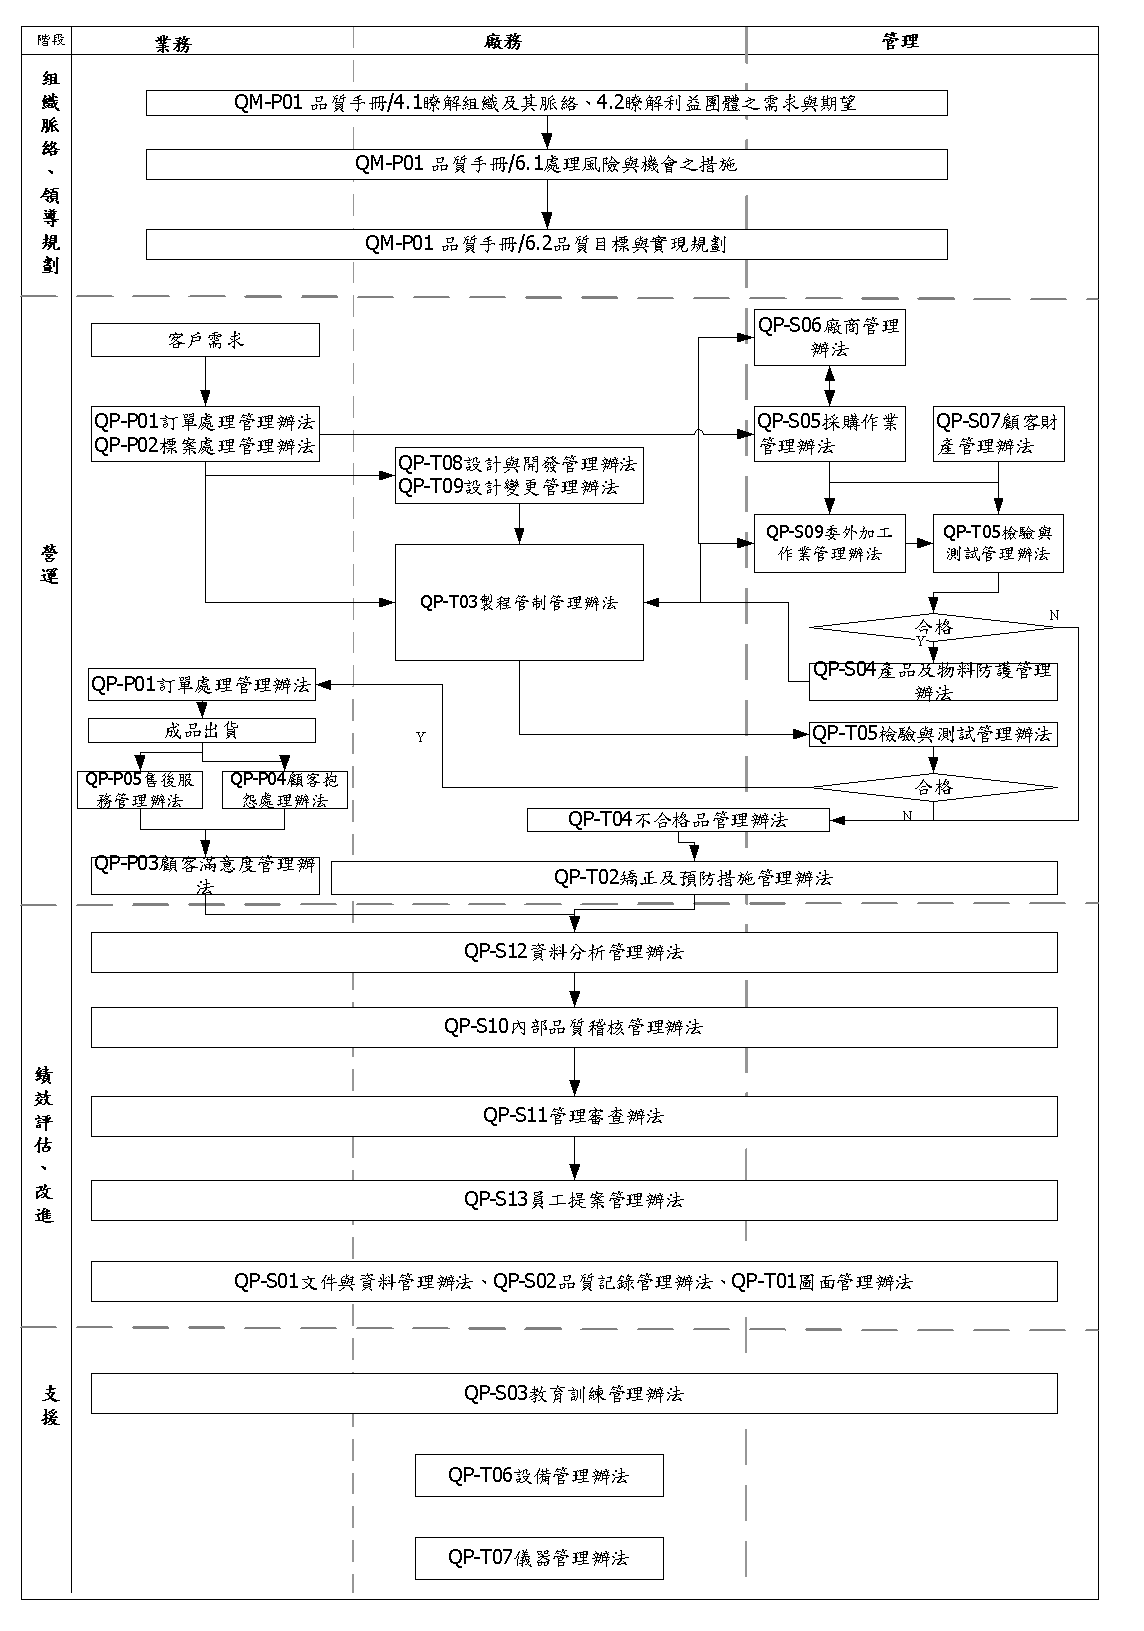 階段
業務
廠務
管理
組織脈絡、領導規劃
QM-P01 品質手冊/4.1瞭解組織及其脈絡、4.2瞭解利益團體之需求與期望
QM-P01 品質手冊/6.1處理風險與機會之措施
QM-P01 品質手冊/6.2品質目標與實現規劃
營運
客戶需求
QP-S06廠商管理
辦法
QP-P01訂單處理管理辦法
QP-P02標案處理管理辦法
QP-S05採購作業
管理辦法
QP-S07顧客財
產管理辦法
QP-T08設計與開發管理辦法
QP-T09設計變更管理辦法
QP-S09委外加工
作業管理辦法
QP-T05檢驗與
測試管理辦法
QP-T03製程管制管理辦法
合格
N
Y
QP-S04產品及物料防護管理
辦法
QP-P01訂單處理管理辦法
成品出貨
Y
QP-T05檢驗與測試管理辦法
QP-P05售後服
務管理辦法
QP-P04顧客抱
怨處理辦法
合格
N
QP-T04不合格品管理辦法
QP-P03顧客滿意度管理辦
法
QP-T02矯正及預防措施管理辦法
績效評估、改進
QP-S12資料分析管理辦法
QP-S10內部品質稽核管理辦法
QP-S11管理審查辦法
QP-S13員工提案管理辦法
QP-S01文件與資料管理辦法、QP-S02品質記錄管理辦法、QP-T01圖面管理辦法
支援
QP-S03教育訓練管理辦法
QP-T06設備管理辦法
QP-T07儀器管理辦法